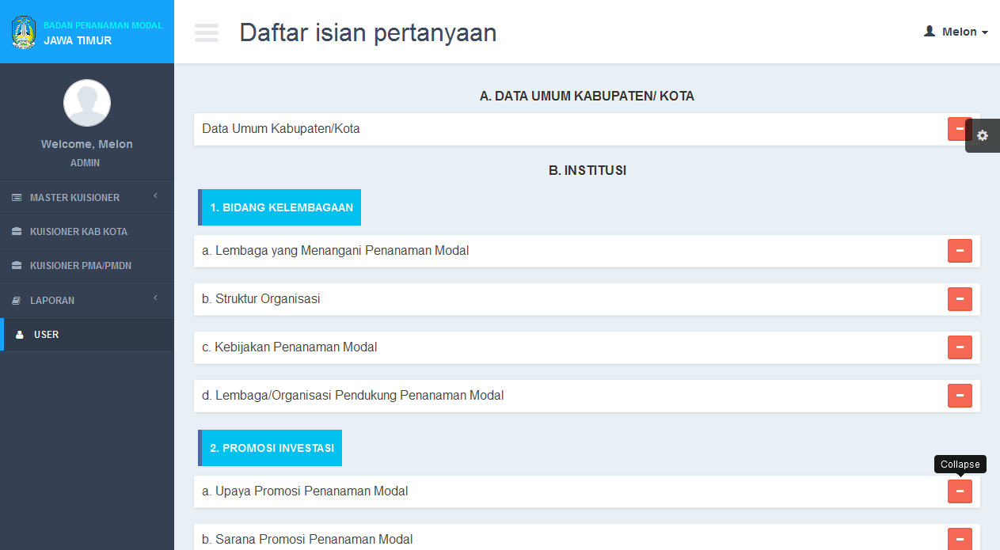 BADAN PENANAMAN MODAL
JAWA TIMUR
Daftar isian pertanyaan
Melon
Welcome, Melon
ADMIN
MASTER KUISIONER
KUISIONER KAB KOTA
KUISIONER PMA/PMDN
LAPORAN
USER
A. DATA UMUM KABUPATEN/ KOTA
Data Umum Kabupaten/Kota
B. INSTITUSI
1. BIDANG KELEMBAGAAN
a. Lembaga yang Menangani Penanaman Modal
b. Struktur Organisasi
c. Kebijakan Penanaman Modal
d. Lembaga/Organisasi Pendukung Penanaman Modal
2. PROMOSI INVESTASI
Collapse
a. Upaya Promosi Penanaman Modal
b. Sarana Promosi Penanaman Modal